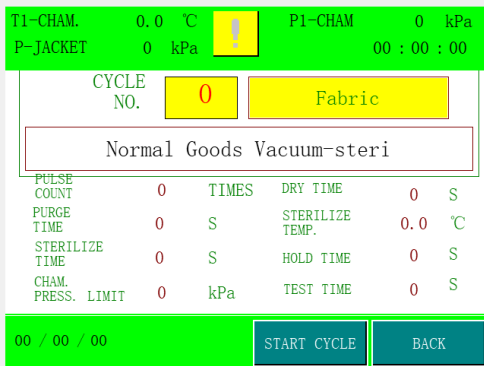 T1-CHAM. 0.0 ℃ ! P1-CHAM 0 kPa
P-JACKET 0 kPa 00 : 00 : 00
CYCLE
NO. 0 Fabric
Normal Goods Vacuum-steri
PULSE
COUNT 0 TIMES DRY TIME 0 S
PURGE
TIME 0 S STERILIZE
TEMP. 0.0 ℃
STERILIZE
TIME 0 S HOLD TIME 0 S
CHAM.
PRESS. LIMIT 0 kPa TEST TIME 0 S
00 / 00 / 00 START CYCLE BACK